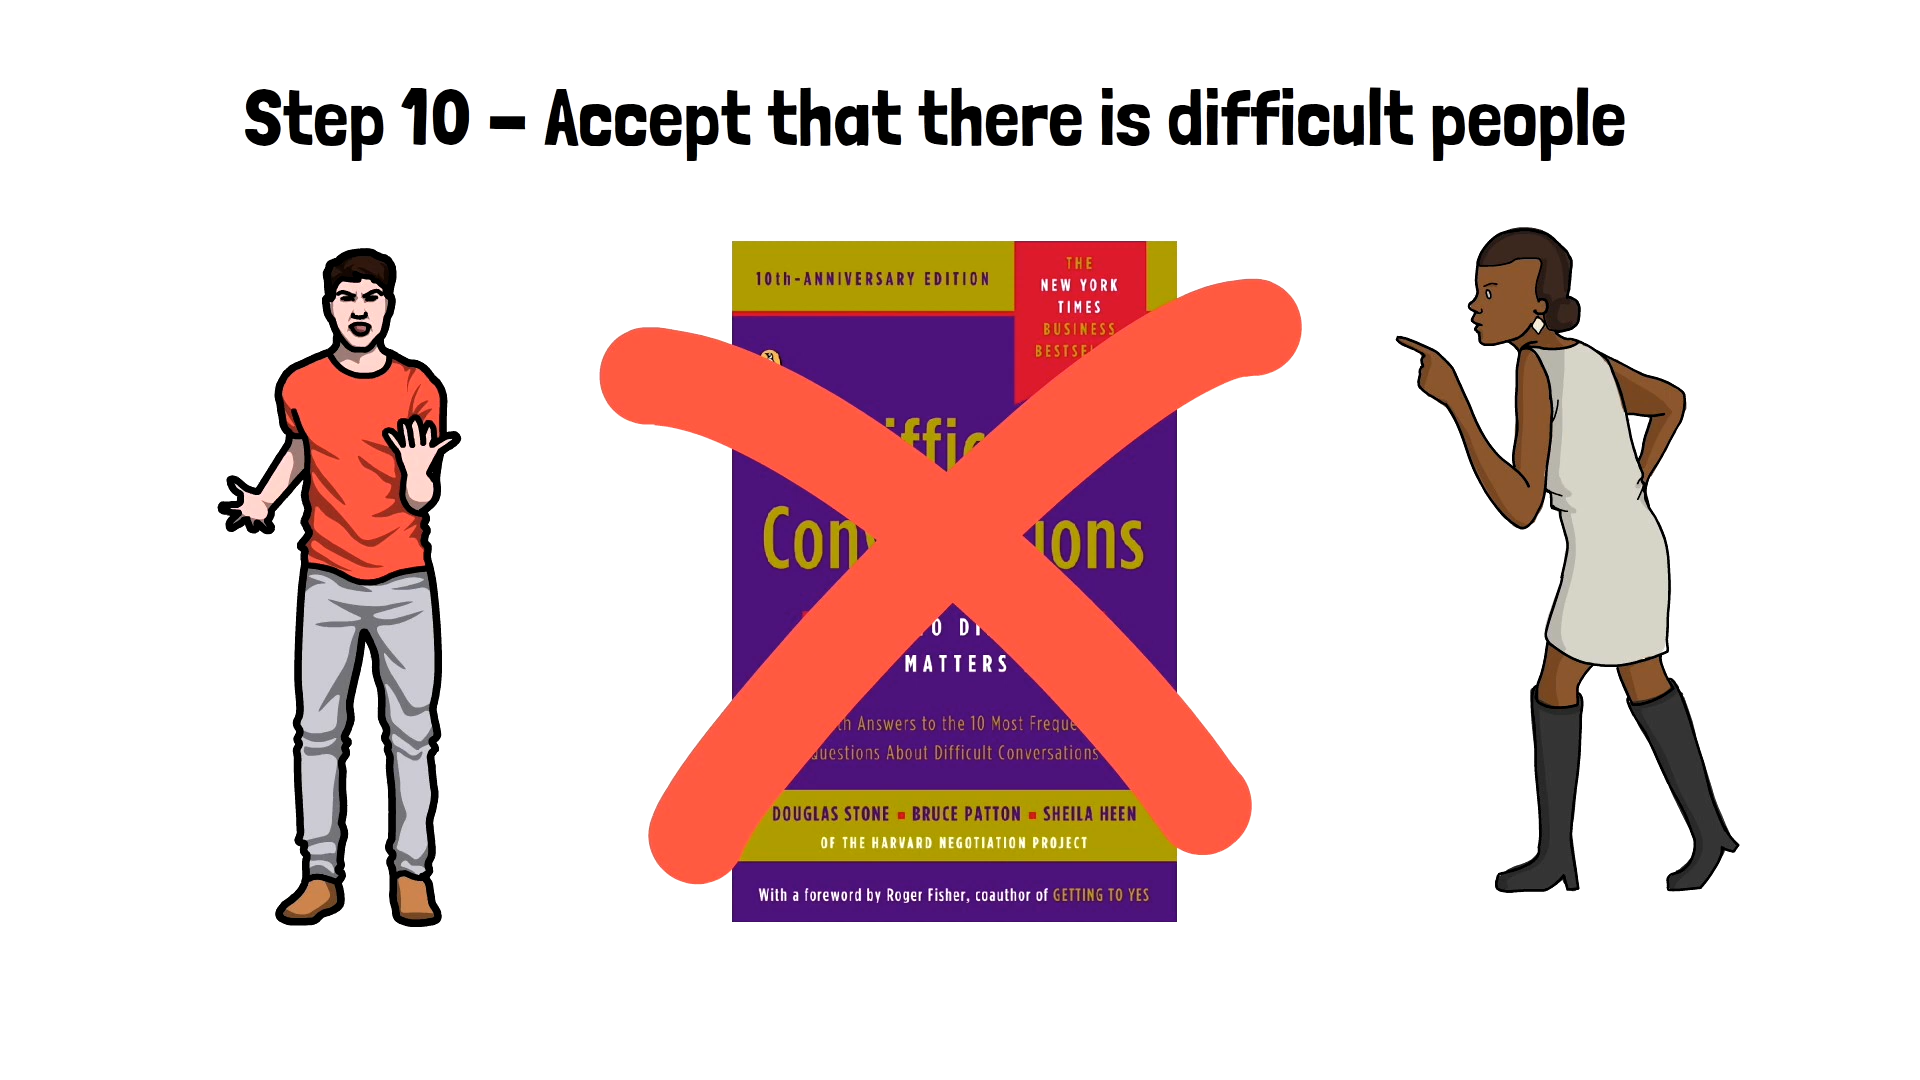 Step 10 – Accept that there is difficult people
10th-ANNIVERSARY EDITION
THE
NEW YORK
TIMES
BUSINESS
MATTERS
Answers to the 10 Most
About Difficult Conversations
DOUGLAS STONE ▪ BRUCE PATTON ▪ SHEILA HEEN
OF THE HARVARD NEGOTIATION PROJECT
With a foreword by Roger Fisher, coauthor of GETTING TO YES